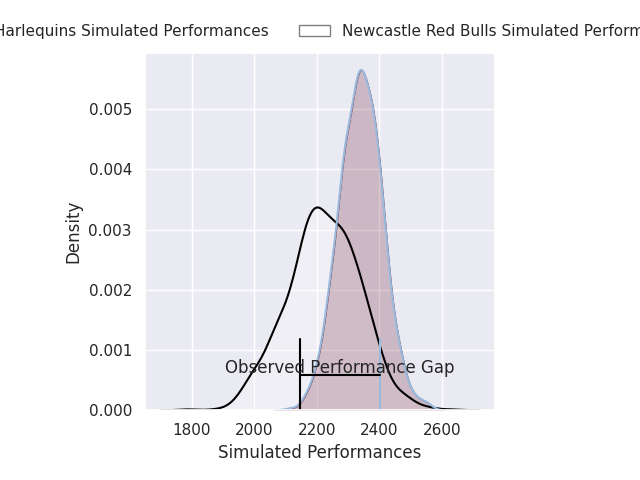 Harlequins Simulated Performances
Newcastle Red Bulls Simulated Perform
0.005
0.004
0.003
0.002
0.001
0.000
Density
Observed Performance Gap
1800 2000 2200 2400 2600
Simulated Performances